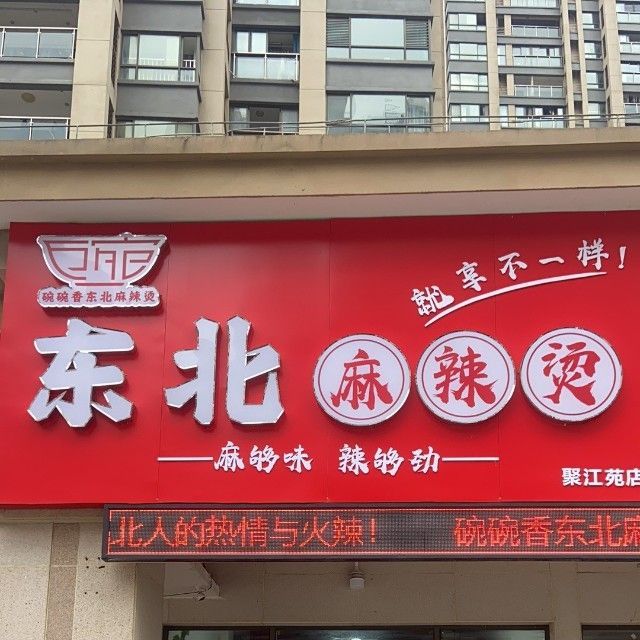 碗碗香东北麻辣烫
就享不一样!
东北麻辣烫
麻够味 辣够劲
聚江苑店
北人的热情与火辣! 碗碗香东北麻